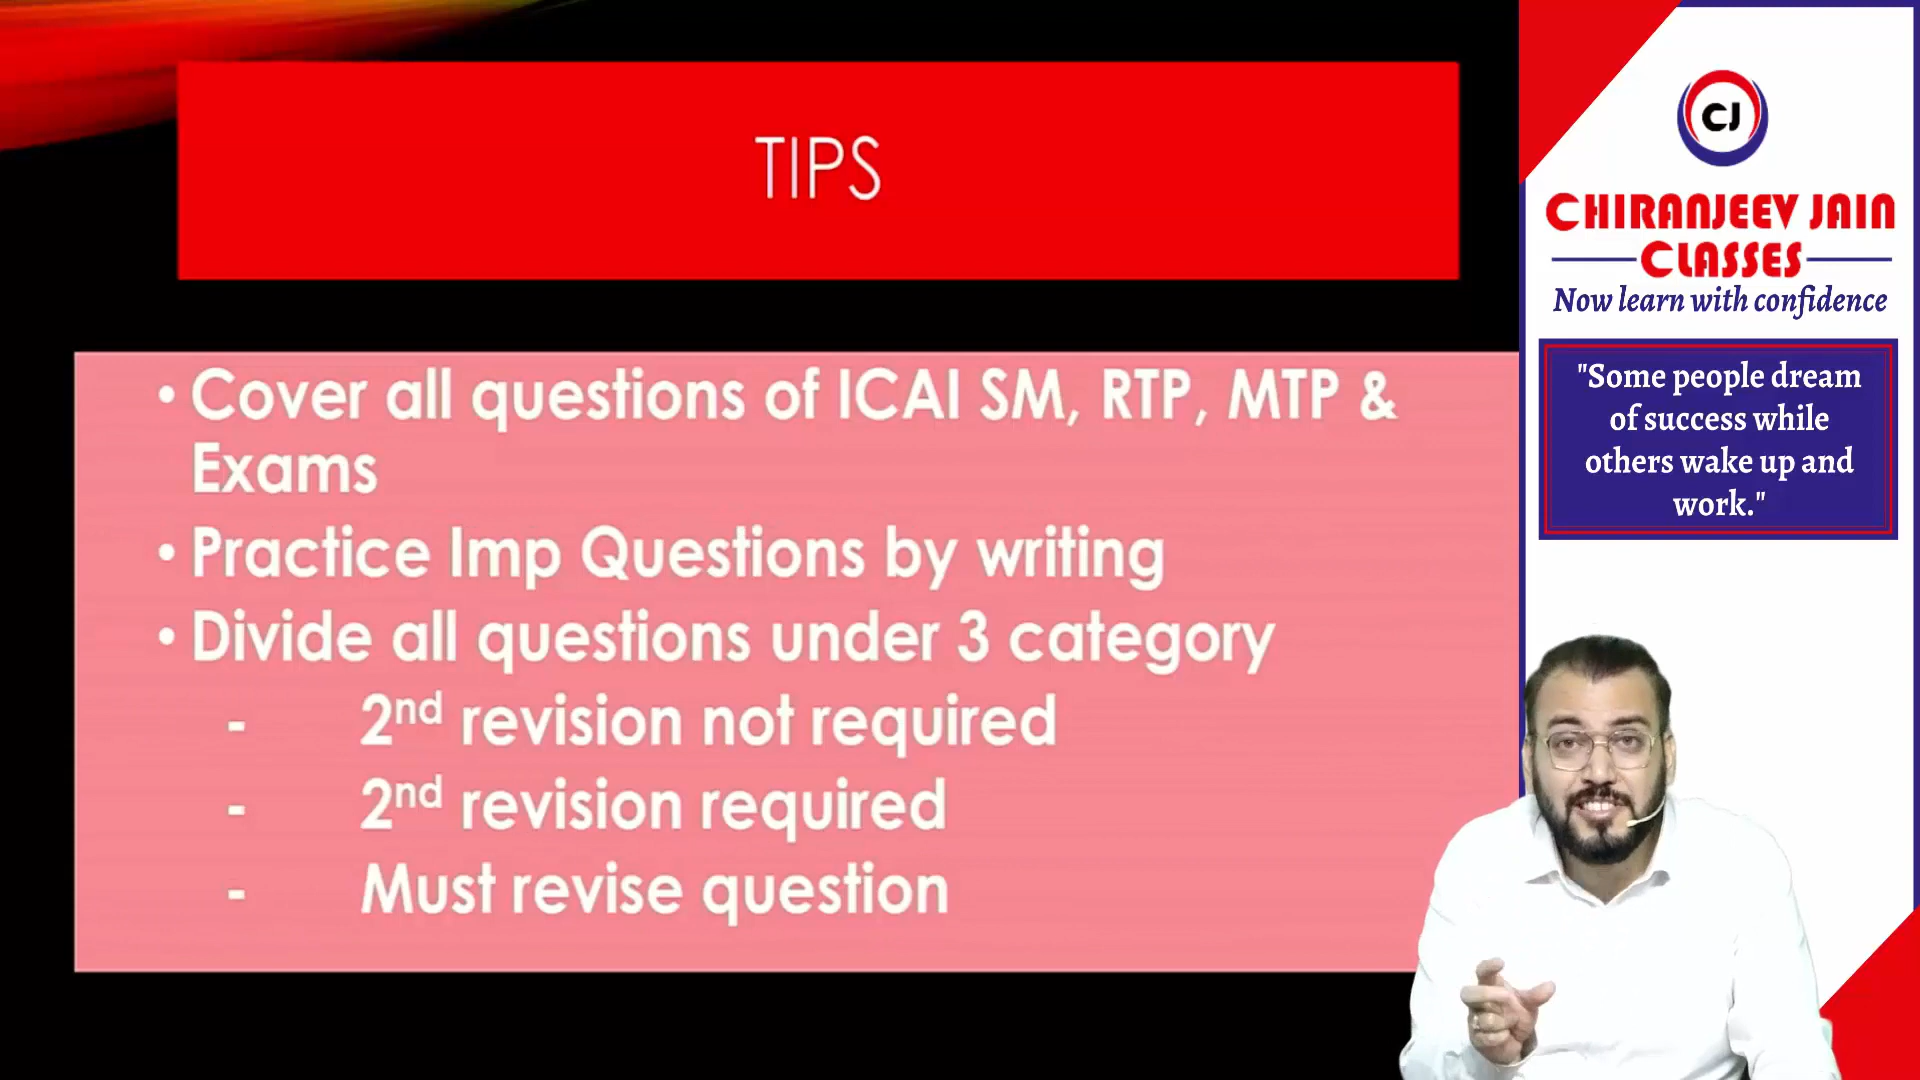 TIPS
• Cover all questions of ICAI SM, RTP, MTP &
Exams
• Practice Imp Questions by writing
• Divide all questions under 3 category
- 2nd revision not required
- 2nd revision required
- Must revise question
CJ
CHIRANJEEV JAIN
CLASSES
Now learn with confidence
"Some people dream
of success while
others wake up and
work."